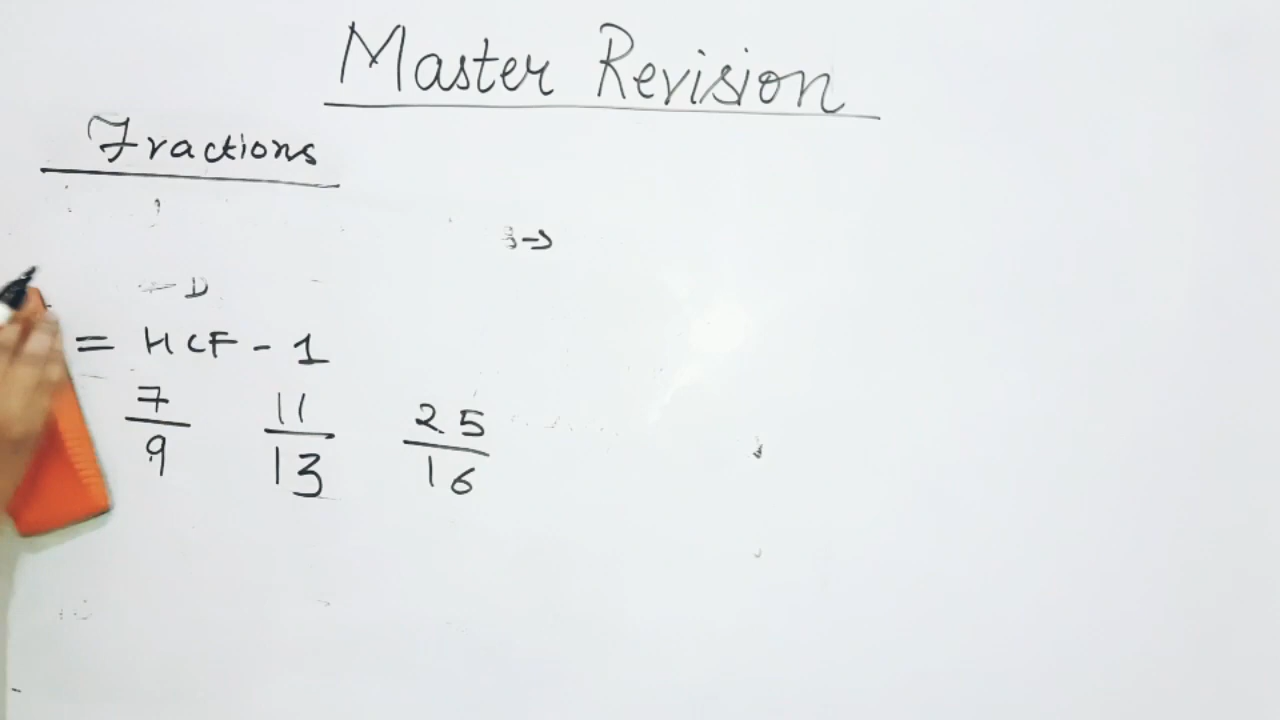 Master Revision
Fractions
D
= HCF - 1
7/9 11/13 25/16